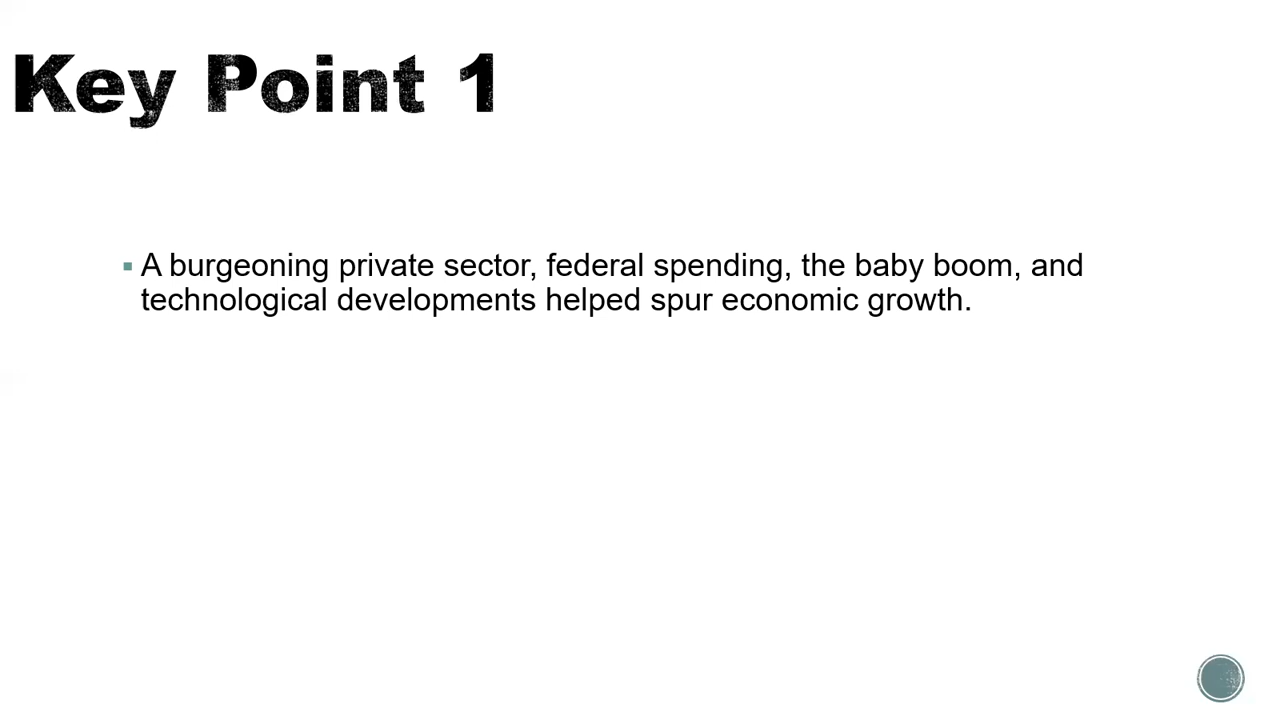 Key Point 1
A burgeoning private sector, federal spending, the baby boom, and
technological developments helped spur economic growth.